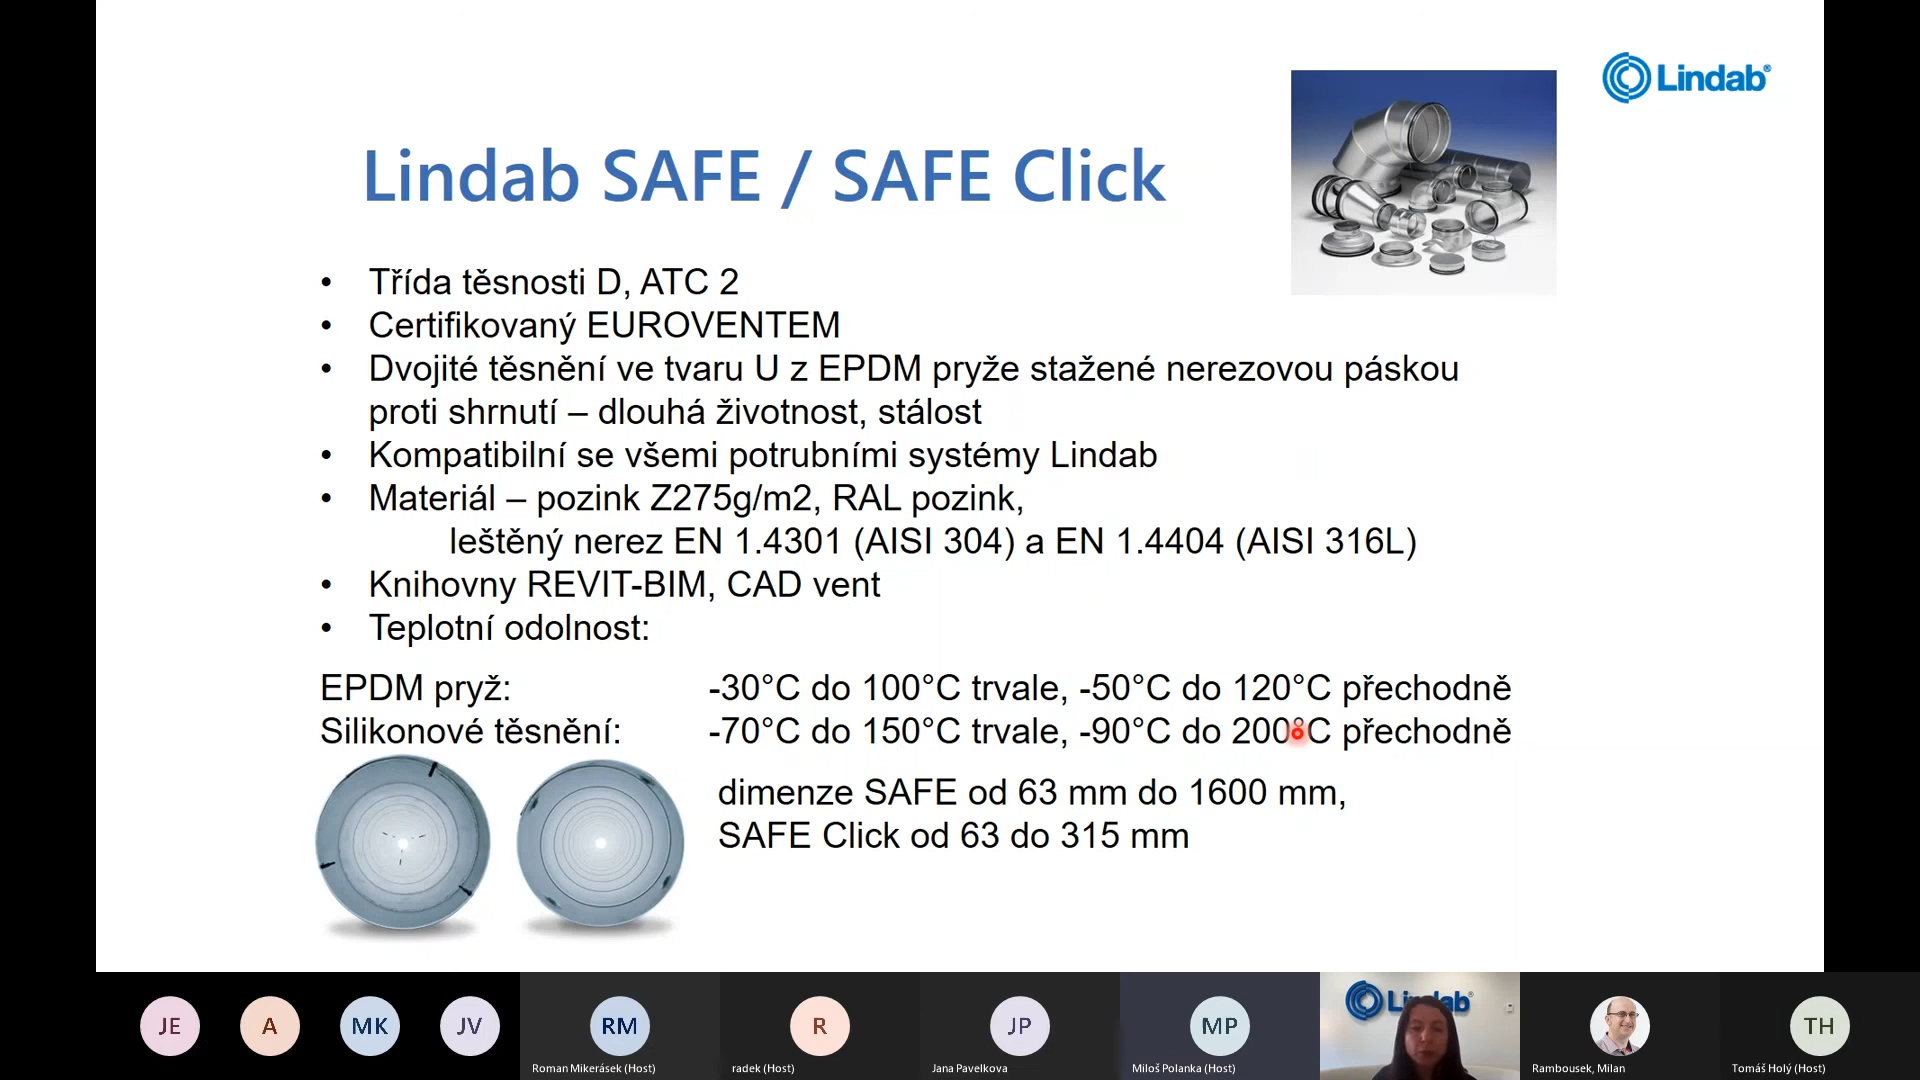 Lindab®
Lindab SAFE / SAFE Click
• Třída těsnosti D, ATC 2
• Certifikovaný EUROVENTEM
• Dvojité těsnění ve tvaru U z EPDM pryže stažené nerezovou páskou
proti shrnutí – dlouhá životnost, stálost
• Kompatibilní se všemi potrubními systémy Lindab
• Materiál – pozink Z275g/m2, RAL pozink,
leštěný nerez EN 1.4301 (AISI 304) a EN 1.4404 (AISI 316L)
• Knihovny REVIT-BIM, CAD vent
• Teplotní odolnost:
EPDM pryž: -30°C do 100°C trvale, -50°C do 120°C přechodně
Silikonové těsnění: -70°C do 150°C trvale, -90°C do 200°C přechodně
dimenze SAFE od 63 mm do 1600 mm,
SAFE Click od 63 do 315 mm
JE
A
MK
JV
RM
Roman Mikerásek (Host)
R
radek (Host)
JP
Jana Pavelkova
MP
Miloš Polanka (Host)
Rambousek, Milan
TH
Tomáš Holý (Host)